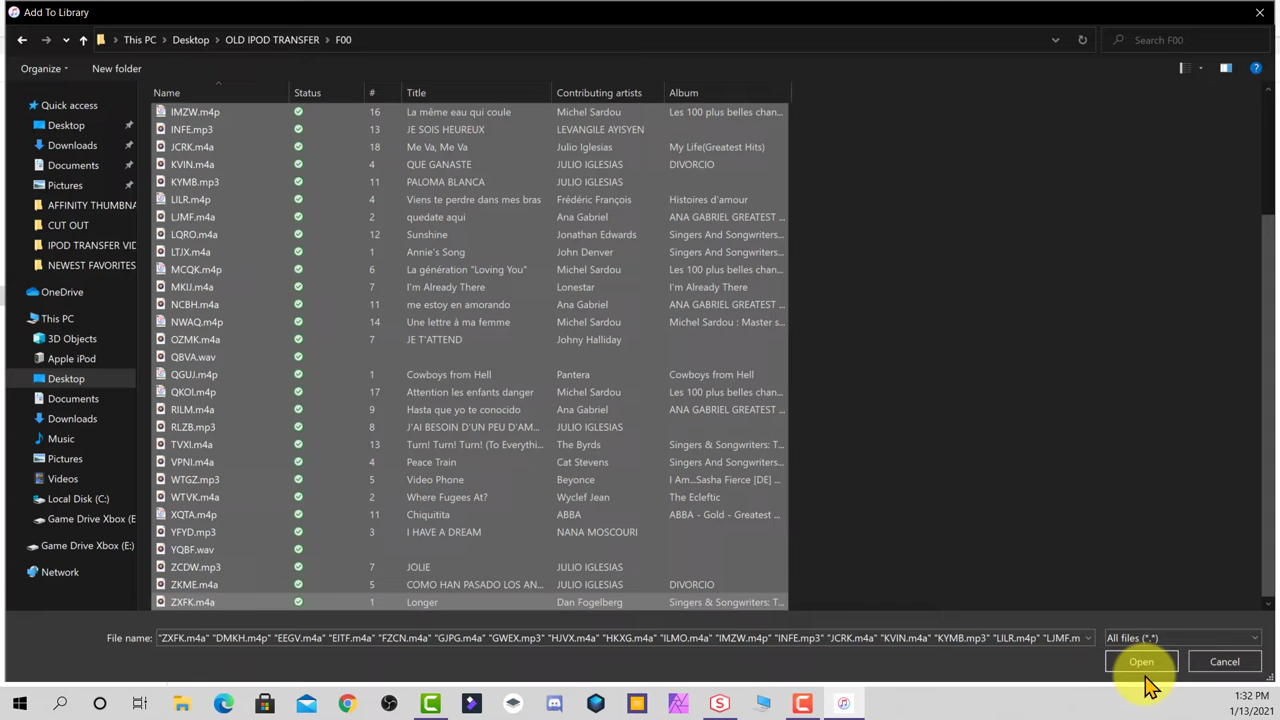 Add To Library
This PC > Desktop > OLD IPOD TRANSFER > F00
Search F00
Organize
New folder
Quick access
Desktop
Documents
Downloads
Documents
Pictures
AFFINITY THUMBNA
CUT OUT
IPOD TRANSFER VID
NEWEST FAVORITES
OneDrive
This PC
3D Objects
Apple iPod
Desktop
Documents
Downloads
Music
Pictures
Videos
Local Disk (C:)
Game Drive Xbox (E
Game Drive Xbox (E:)
Network
Name Status # Title Contributing artists Album
IMZW.m4p 16 La même eau qui coule Michel Sardou Les 100 plus belles chan...
INFE.mp3 13 JE SOIS HEUREUX LEVANGILE AYISYEN
JCRK.m4a 18 Me Va, Me Va Julio Iglesias My Life(Greatest Hits)
KVIN.m4a 4 QUE GANASTE JULIO IGLESIAS DIVORCIO
KYMB.mp3 11 PALOMA BLANCA JULIO IGLESIAS
LILR.m4p 4 Viens te perdre dans mes bras Frédéric François Histoires d'amour
LJMF.m4a 2 quedate aqui Ana Gabriel ANA GABRIEL GREATEST ...
LQRO.m4a 12 Sunshine Jonathan Edwards Singers And Songwriters...
LTJX.m4a 1 Annie's Song John Denver Singers And Songwriters...
MCQK.m4p 6 La génération "Loving You" Michel Sardou Les 100 plus belles chan...
MKIJ.m4a 7 I'm Already There Lonestar I'm Already There
NCBH.m4a 11 me estoy en amorando Ana Gabriel ANA GABRIEL GREATEST ...
NWAQ.m4p 14 Une lettre à ma femme Michel Sardou Michel Sardou : Master s...
OZMK.m4a 7 JE T'ATTEND Johny Halliday
QBVA.wav
QGUJ.m4p 1 Cowboys from Hell Pantera Cowboys from Hell
QKOI.m4p 17 Attention les enfants danger Michel Sardou Les 100 plus belles chan...
RILM.m4a 9 Hasta que yo te conocido Ana Gabriel ANA GABRIEL GREATEST ...
RLZB.mp3 8 J'AI BESOIN D'UN PEU D'AM... JULIO IGLESIAS
TVXI.m4a 13 Turn! Turn! Turn! (To Everythi... The Byrds Singers & Songwriters: T...
VPNI.m4a 4 Peace Train Cat Stevens Singers And Songwriters...
WTGZ.mp3 5 Video Phone Beyonce I Am...Sasha Fierce [DE] ...
WTVK.m4a 2 Where Fugees At? Wyclef Jean The Ecleftic
XQTA.m4p 11 Chiquitita ABBA ABBA - Gold - Greatest ...
YFYD.mp3 3 I HAVE A DREAM NANA MOSCOURI
YQBF.wav
ZCDW.mp3 7 JOLIE JULIO IGLESIAS
ZKME.m4a 5 COMO HAN PASADO LOS AN... JULIO IGLESIAS DIVORCIO
ZXFK.m4a 1 Longer Dan Fogelberg Singers & Songwriters: T...
File name: "ZXFK.m4a" "DMKH.m4p" "EEGV.m4a" "EITF.m4a" "FZCN.m4a" "GJPG.m4a" "GWEX.mp3" "HJVX.m4a" "HKXG.m4a" "ILMO.m4a" "IMZW.m4p" "INFE.mp3" "JCRK.m4a" "KVIN.m4a" "KYMB.mp3" "LILR.m4p" "LJMF.m
All files (*.*)
Open
Cancel
1:32 PM
1/13/2021